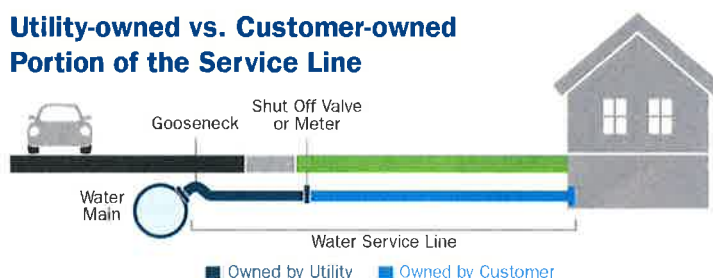 Utility-owned vs. Customer-owned
Portion of the Service Line
Shut Off Valve
or Meter
Gooseneck
Water
Main
Water Service Line
Owned by Utility
Owned by Customer